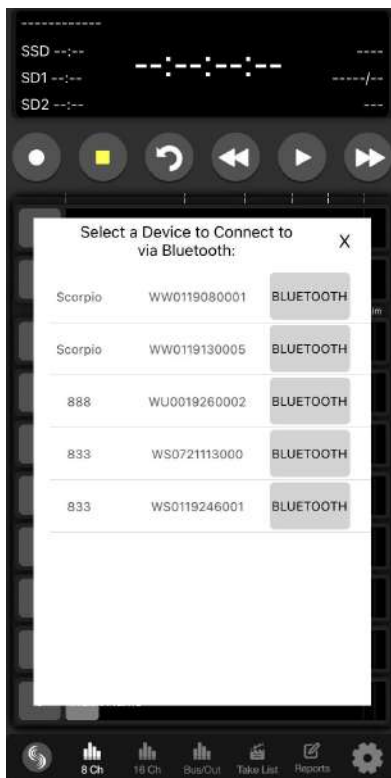 ------------
SSD --:--
--:--:--:--
----
SD1 --:--
-----/--
SD2 --:--
---
Select a Device to Connect to
via Bluetooth:
X
Scorpio WW0119080001 BLUETOOTH
Scorpio WW0119130005 BLUETOOTH
888 WU0019260002 BLUETOOTH
833 WS0721113000 BLUETOOTH
833 WS0119246001 BLUETOOTH
8 Ch 16 Ch Bus/Out Take List Reports